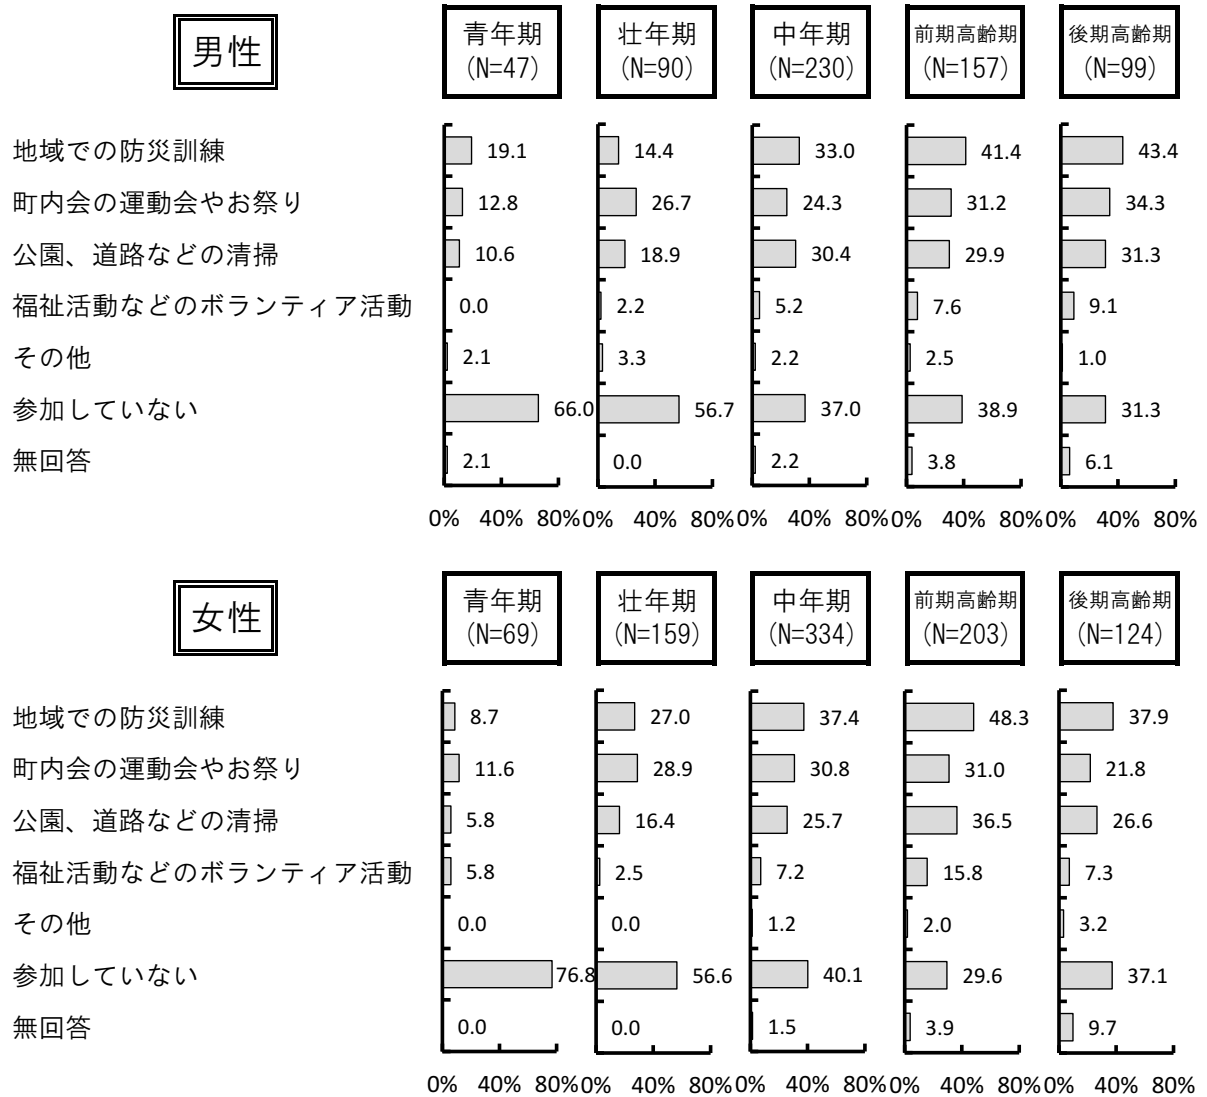 男性
青年期 壮年期 中年期 前期高齢期 後期高齢期
(N=47) (N=90) (N=230) (N=157) (N=99)
地域での防災訓練 19.1 14.4 33.0 41.4 43.4
町内会の運動会やお祭り 12.8 26.7 24.3 31.2 34.3
公園、道路などの清掃 10.6 18.9 30.4 29.9 31.3
福祉活動などのボランティア活動 0.0 2.2 5.2 7.6 9.1
その他 2.1 3.3 2.2 2.5 1.0
参加していない 66.0 56.7 37.0 38.9 31.3
無回答 2.1 0.0 2.2 3.8 6.1
0% 40% 80% 0% 40% 80% 0% 40% 80% 0% 40% 80% 0% 40% 80%
女性
青年期 壮年期 中年期 前期高齢期 後期高齢期
(N=69) (N=159) (N=334) (N=203) (N=124)
地域での防災訓練 8.7 27.0 37.4 48.3 37.9
町内会の運動会やお祭り 11.6 28.9 30.8 31.0 21.8
公園、道路などの清掃 5.8 16.4 25.7 36.5 26.6
福祉活動などのボランティア活動 5.8 2.5 7.2 15.8 7.3
その他 0.0 0.0 1.2 2.0 3.2
参加していない 76.8 56.6 40.1 29.6 37.1
無回答 0.0 0.0 1.5 3.9 9.7
0% 40% 80% 0% 40% 80% 0% 40% 80% 0% 40% 80% 0% 40% 80%